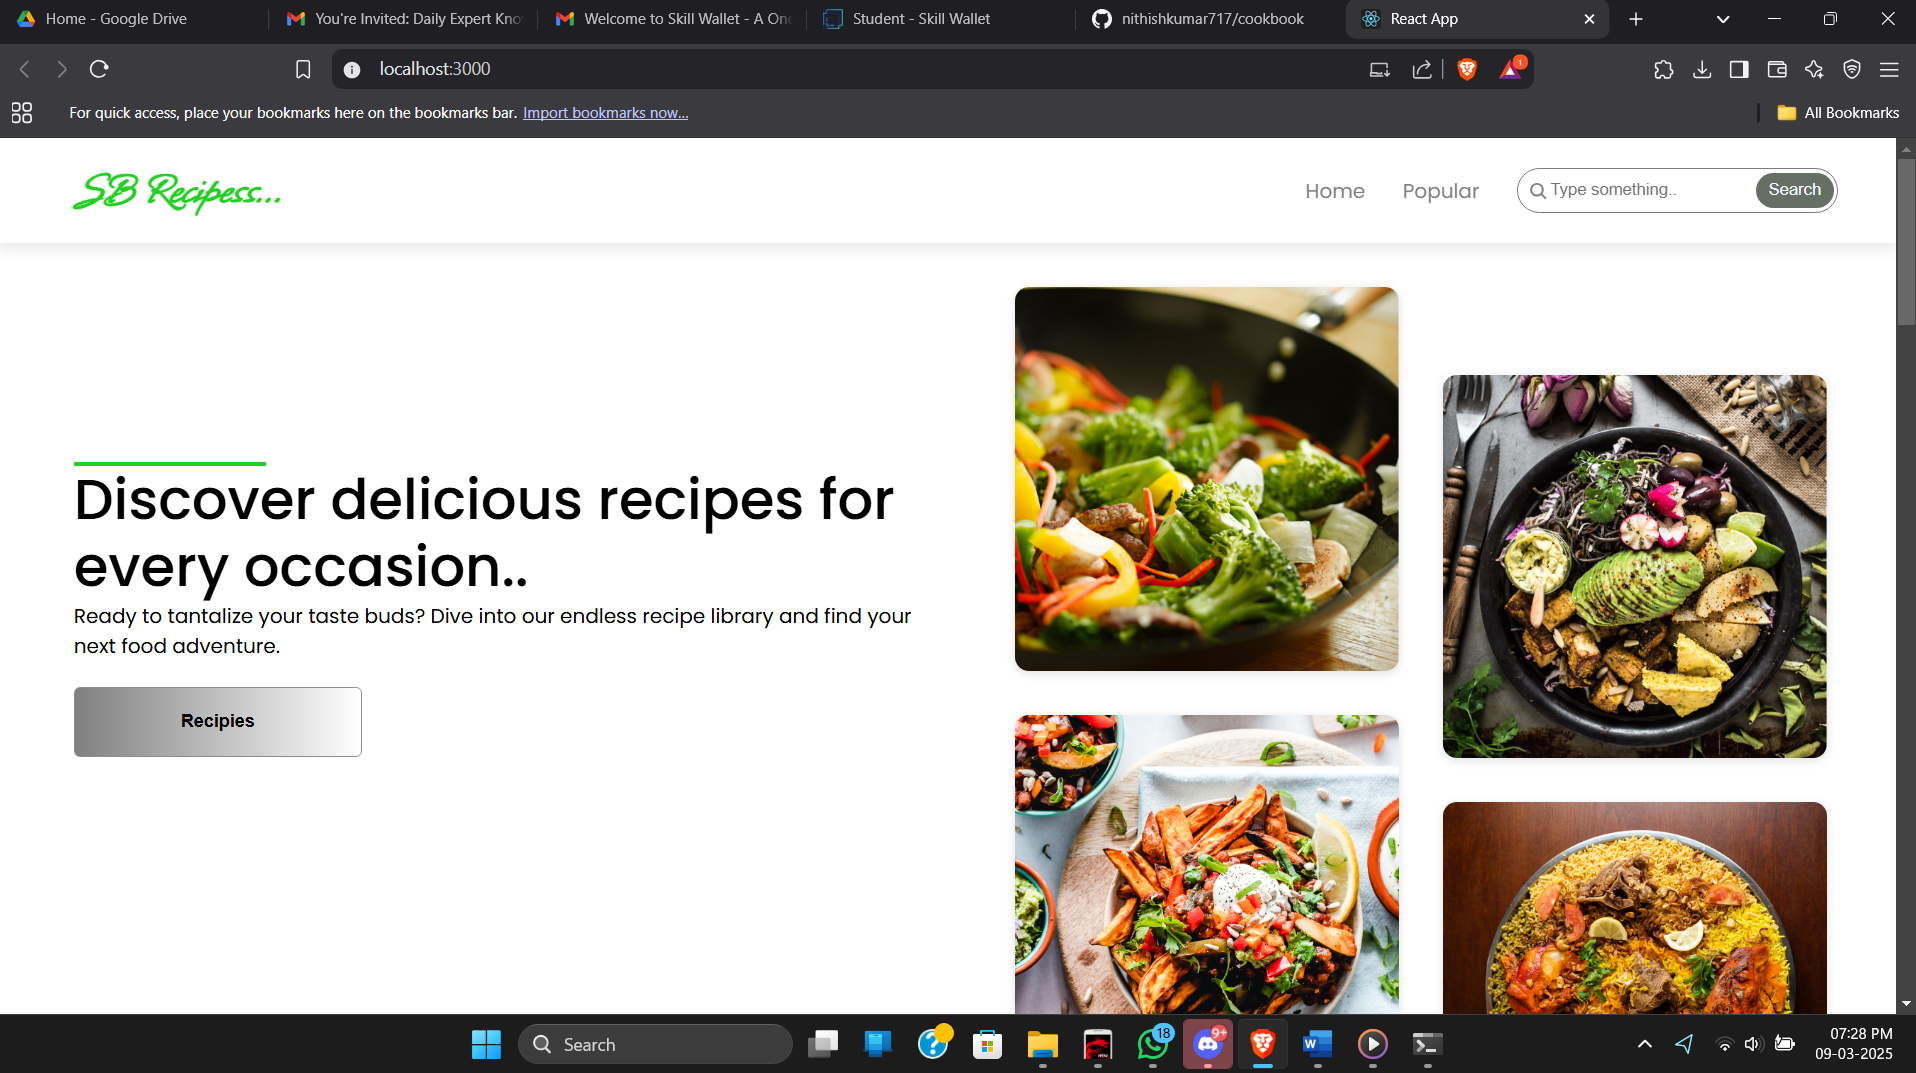 Home - Google Drive
You're Invited: Daily Expert Kno
Welcome to Skill Wallet - A One
Student - Skill Wallet
nithishkumar717/cookbook
React App
localhost:3000
1
For quick access, place your bookmarks here on the bookmarks bar. Import bookmarks now...
All Bookmarks
SB Recipess...
Home
Popular
Type something..
Search
Discover delicious recipes for
every occasion..
Ready to tantalize your taste buds? Dive into our endless recipe library and find your
next food adventure.
Recipies
Search
18
9+
07:28 PM
09-03-2025